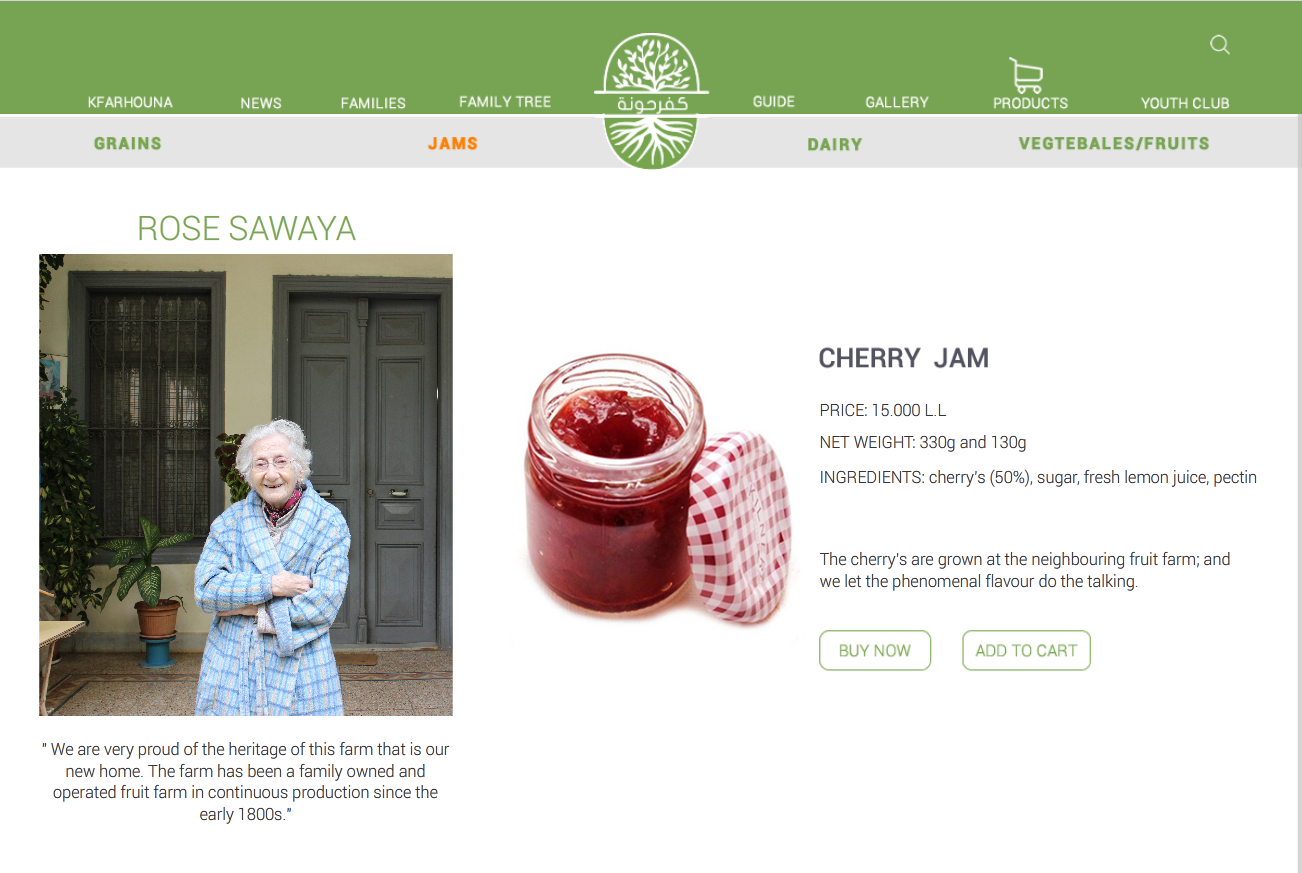 KFARHOUNA
NEWS
FAMILIES
FAMILY TREE
كفرحونة
GUIDE
GALLERY
PRODUCTS
YOUTH CLUB
GRAINS
JAMS
DAIRY
VEGTEBALES/FRUITS
ROSE SAWAYA
" We are very proud of the heritage of this farm that is our
new home. The farm has been a family owned and
operated fruit farm in continuous production since the
early 1800s."
CHERRY JAM
PRICE: 15.000 L.L
NET WEIGHT: 330g and 130g
INGREDIENTS: cherry's (50%), sugar, fresh lemon juice, pectin
The cherry's are grown at the neighbouring fruit farm; and
we let the phenomenal flavour do the talking.
BUY NOW
ADD TO CART